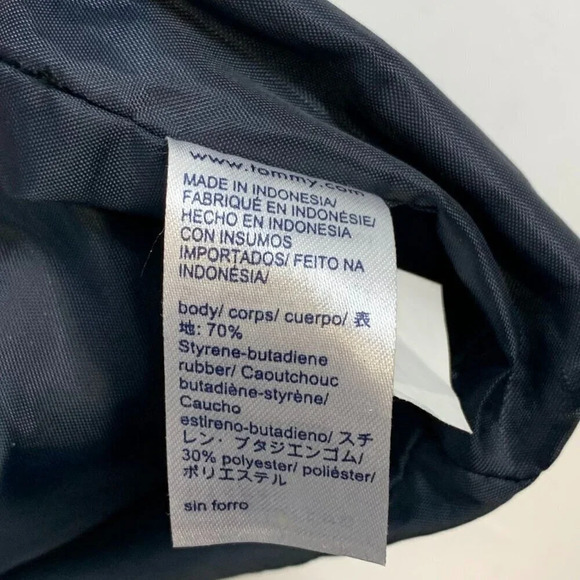 www.tommy.com
MADE IN INDONESIA/
FABRIQUÉ EN INDONÉSIE/
HECHO EN INDONESIA
CON INSUMOS
IMPORTADOS/ FEITO NA
INDONÉSIA/
body/ corps/ cuerpo/ 表
地: 70%
Styrene-butadiene
rubber/ Caoutchouc
butadiène-styrène/
Caucho
estireno-butadieno/ スチ
レン・ブタジエンゴム/
30% polyester/ poliéster/
ポリエステル
sin forro